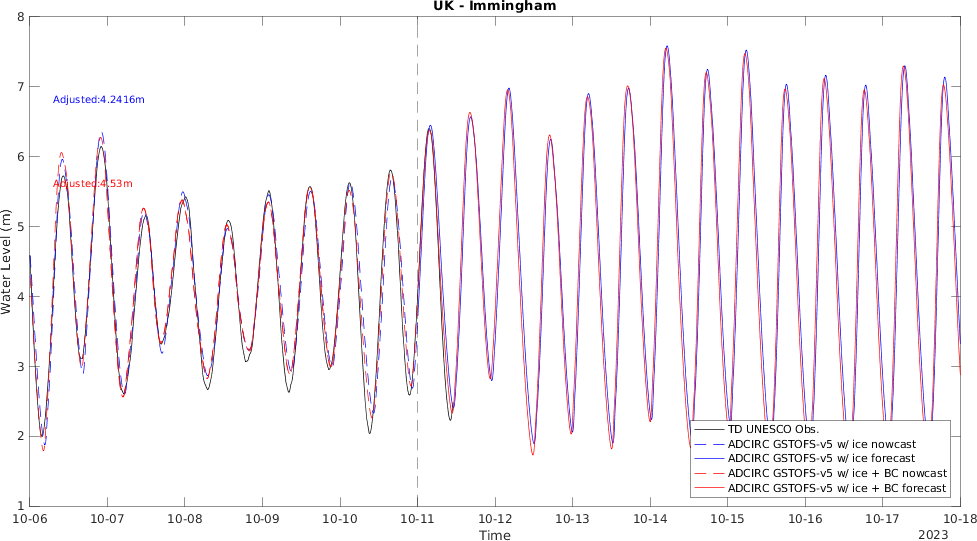 UK - Immingham
8
7
6
5
4
3
2
1
Water Level (m)
Adjusted:4.2416m
Adjusted:4.53m
TD UNESCO Obs.
ADCIRC GSTOFS-v5 w/ ice nowcast
ADCIRC GSTOFS-v5 w/ ice forecast
ADCIRC GSTOFS-v5 w/ ice + BC nowcast
ADCIRC GSTOFS-v5 w/ ice + BC forecast
10-06 10-07 10-08 10-09 10-10 10-11 10-12 10-13 10-14 10-15 10-16 10-17 10-18
Time
2023